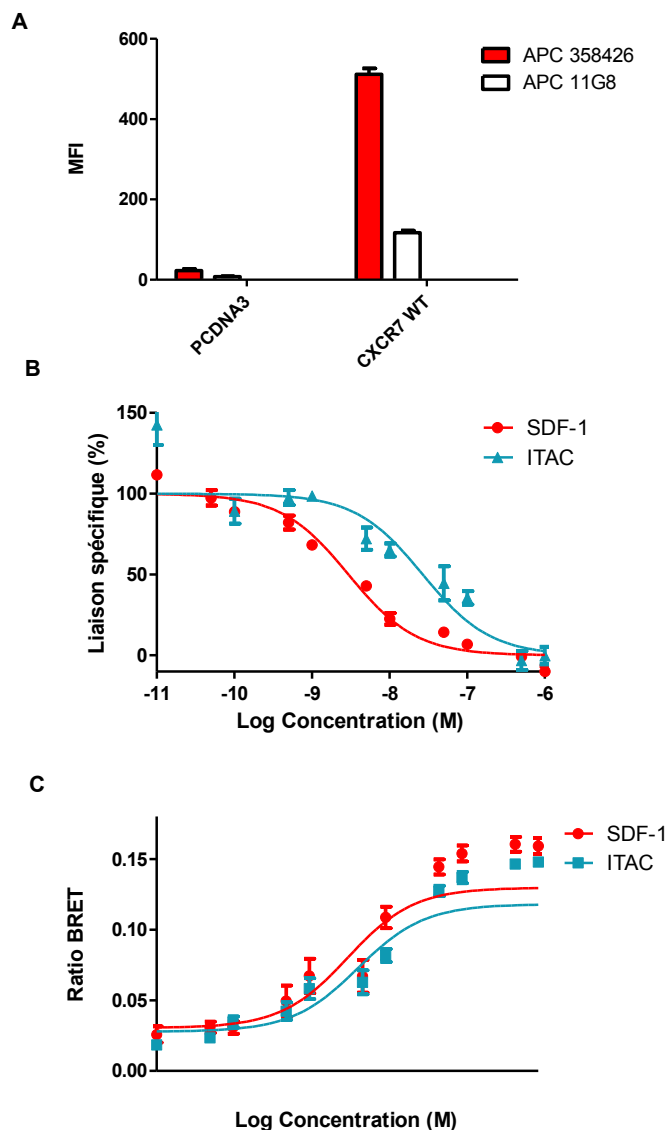 A
600
400
200
0
MFI
APC 358426
APC 11G8
PCDNA3
CXCR7 WT
B
150
100
50
0
Liaison spécifique (%)
SDF-1
ITAC
-11 -10 -9 -8 -7 -6
Log Concentration (M)
C
0.15
0.10
0.05
0.00
Ratio BRET
SDF-1
ITAC
Log Concentration (M)